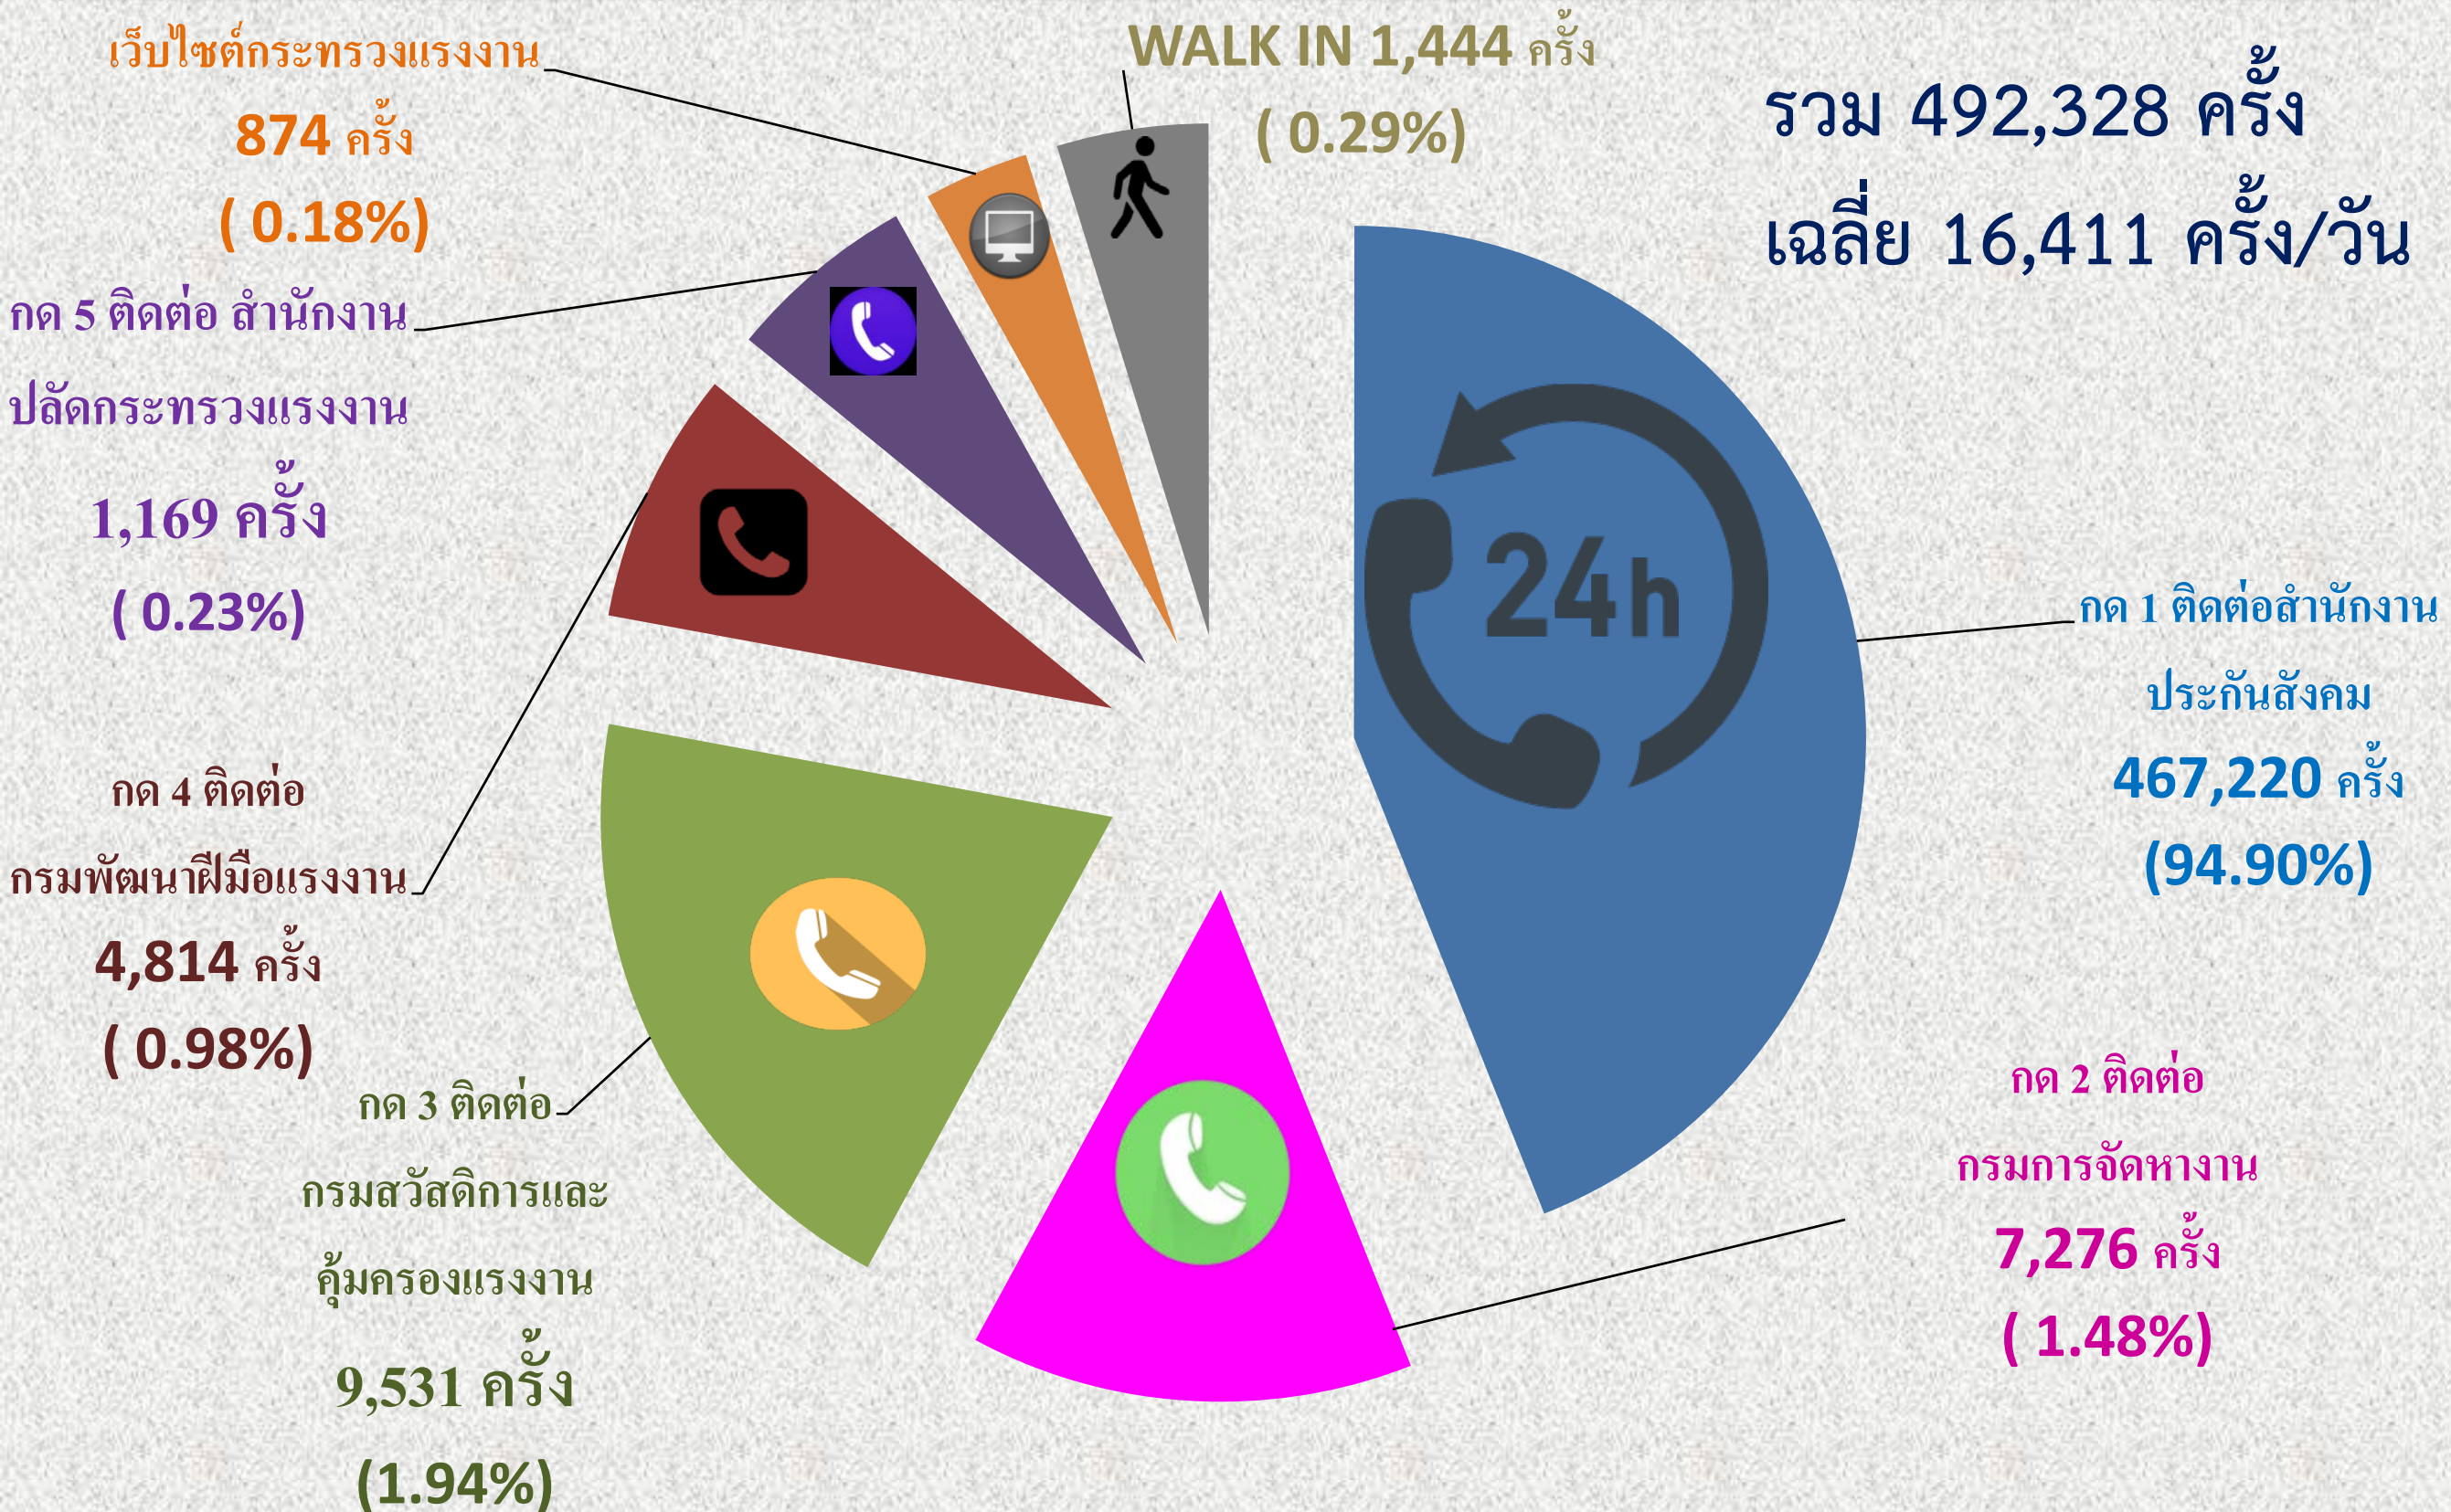 เว็บไซต์กระทรวงแรงงาน
874 ครั้ง
( 0.18%)
WALK IN 1,444 ครั้ง
( 0.29%)
รวม 492,328 ครั้ง
เฉลี่ย 16,411 ครั้ง/วัน
กด 5 ติดต่อ สำนักงาน
ปลัดกระทรวงแรงงาน
1,169 ครั้ง
( 0.23%)
24h
กด 1 ติดต่อสำนักงาน
ประกันสังคม
467,220 ครั้ง
(94.90%)
กด 4 ติดต่อ
กรมพัฒนาฝีมือแรงงาน
4,814 ครั้ง
( 0.98%)
กด 3 ติดต่อ
กรมสวัสดิการและ
คุ้มครองแรงงาน
9,531 ครั้ง
(1.94%)
กด 2 ติดต่อ
กรมการจัดหางาน
7,276 ครั้ง
( 1.48%)